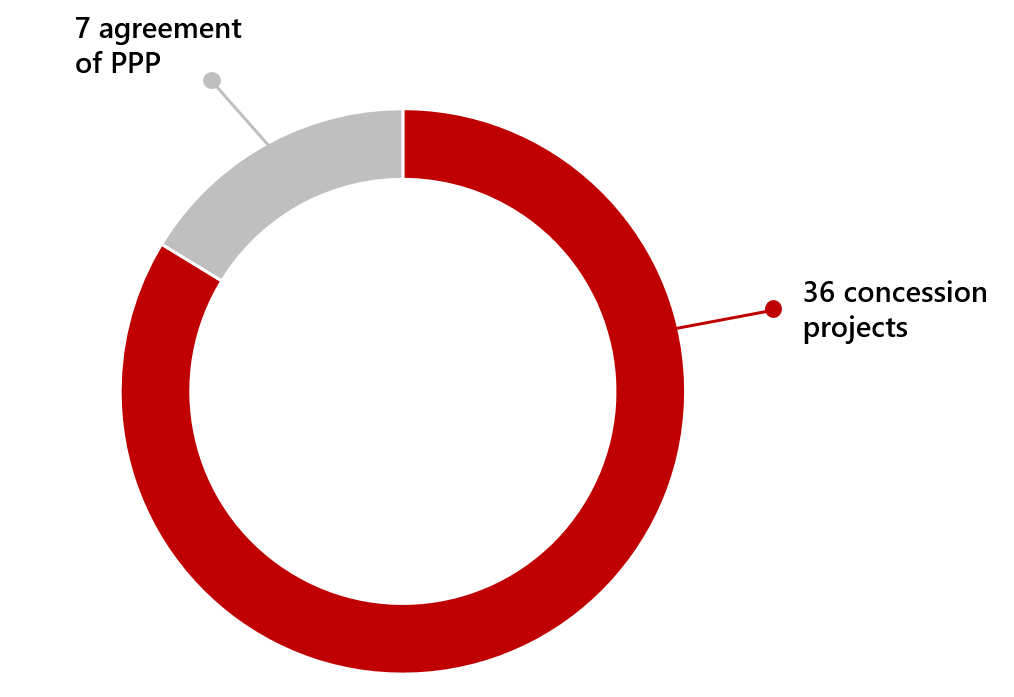 7 agreement
of PPP
36 concession
projects